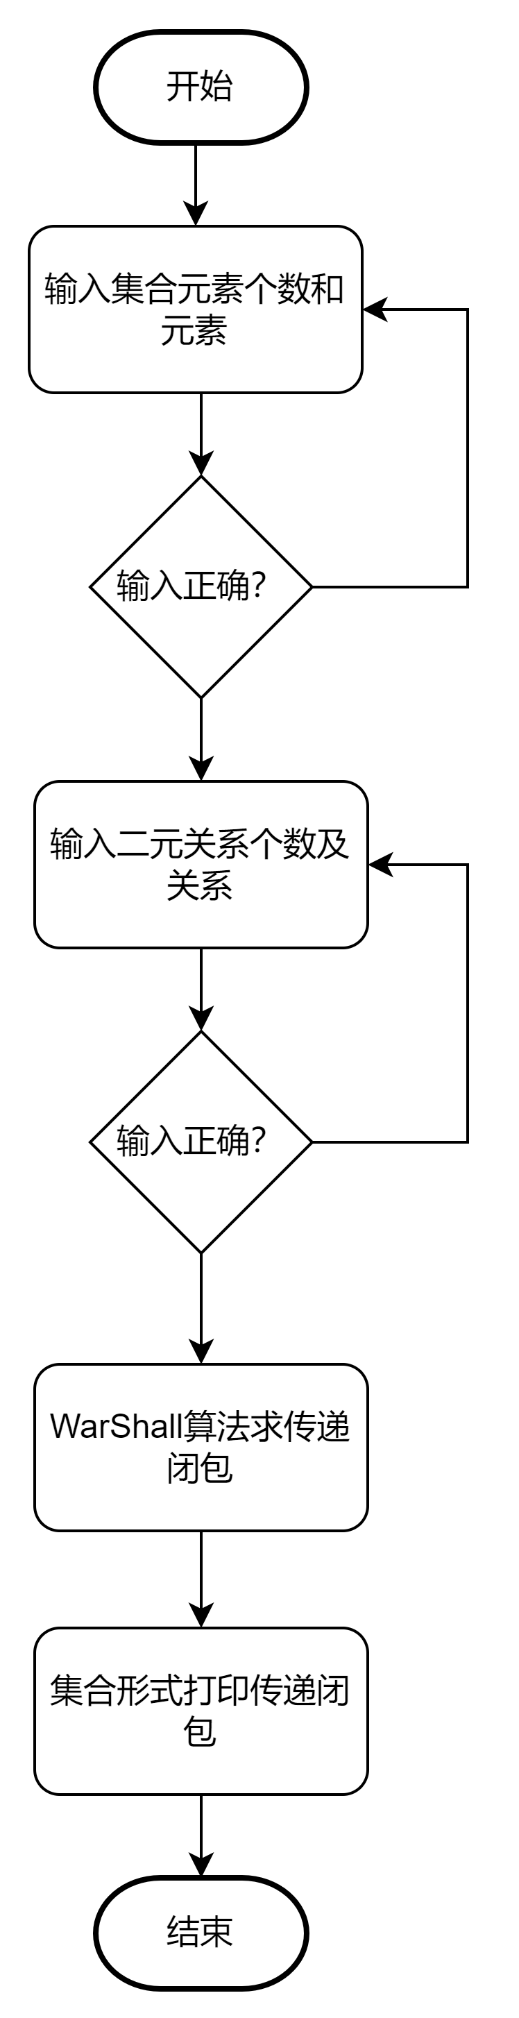 开始
输入集合元素个数和
元素
输入正确？
输入二元关系个数及
关系
输入正确？
WarShall算法求传递
闭包
集合形式打印传递闭
包
结束